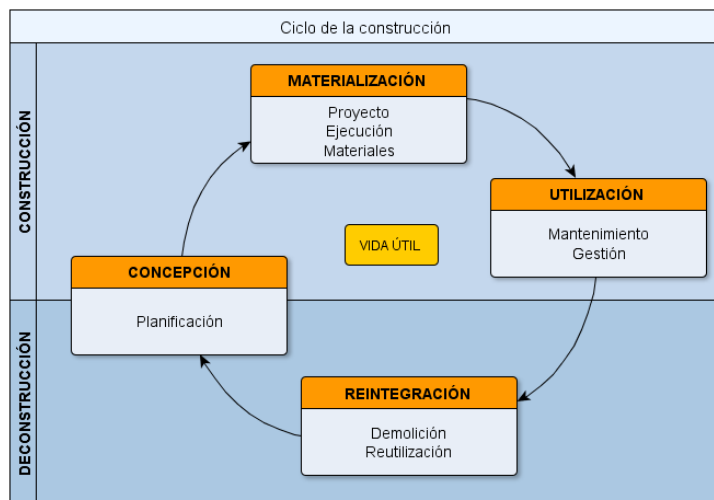 Ciclo de la construcción
CONSTRUCCIÓN
MATERIALIZACIÓN
Proyecto
Ejecución
Materiales
UTILIZACIÓN
Mantenimiento
Gestión
VIDA ÚTIL
CONCEPCIÓN
Planificación
DECONSTRUCCIÓN
REINTEGRACIÓN
Demolición
Reutilización